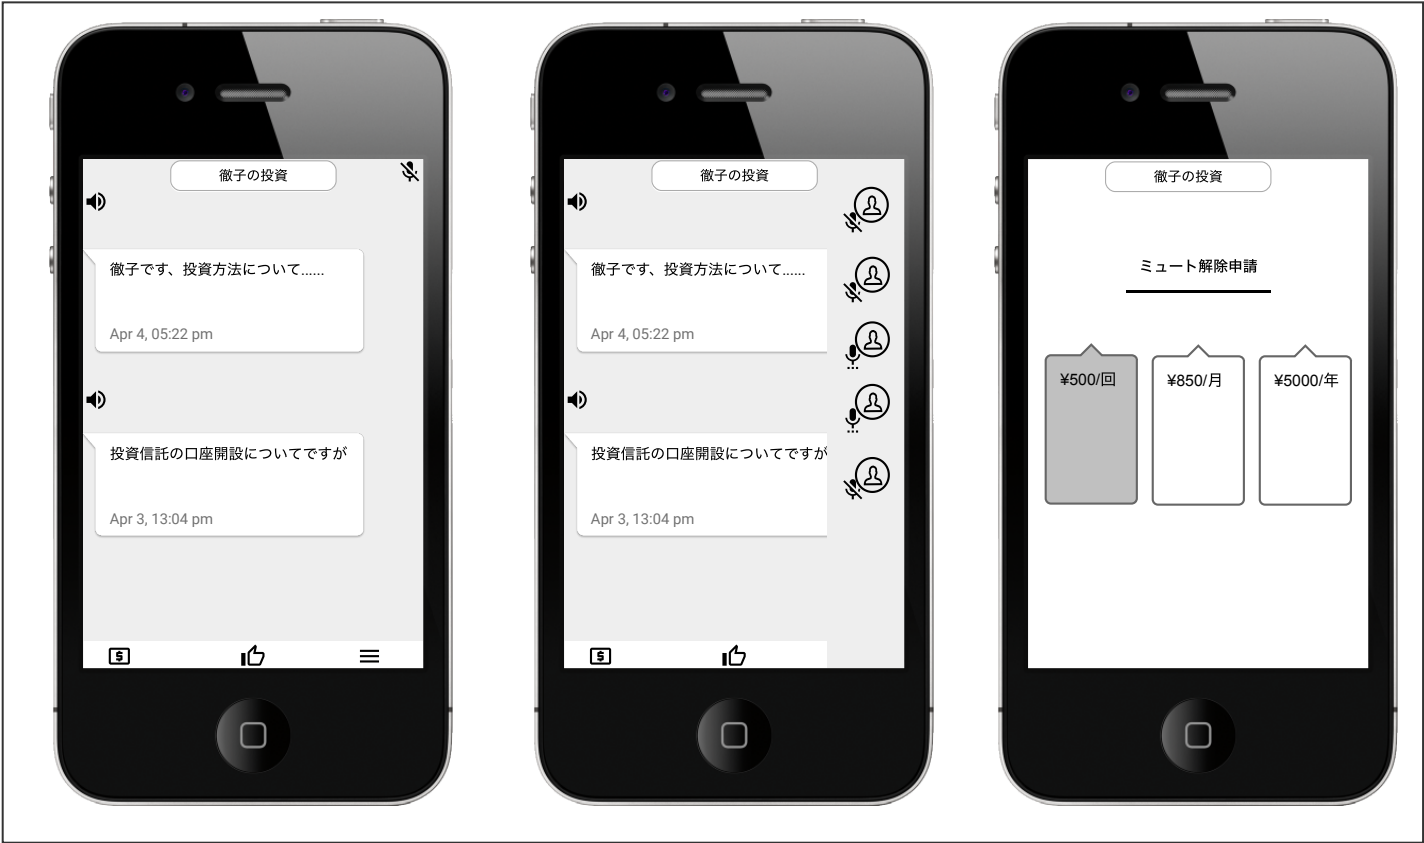 徹子の投資
徹子です、投資方法について......
Apr 4, 05:22 pm
投資信託の口座開設についてですが
Apr 3, 13:04 pm
$
徹子の投資
徹子です、投資方法について......
Apr 4, 05:22 pm
投資信託の口座開設についてですが
Apr 3, 13:04 pm
$
徹子の投資
ミュート解除申請
¥500/回
¥850/月
¥5000/年